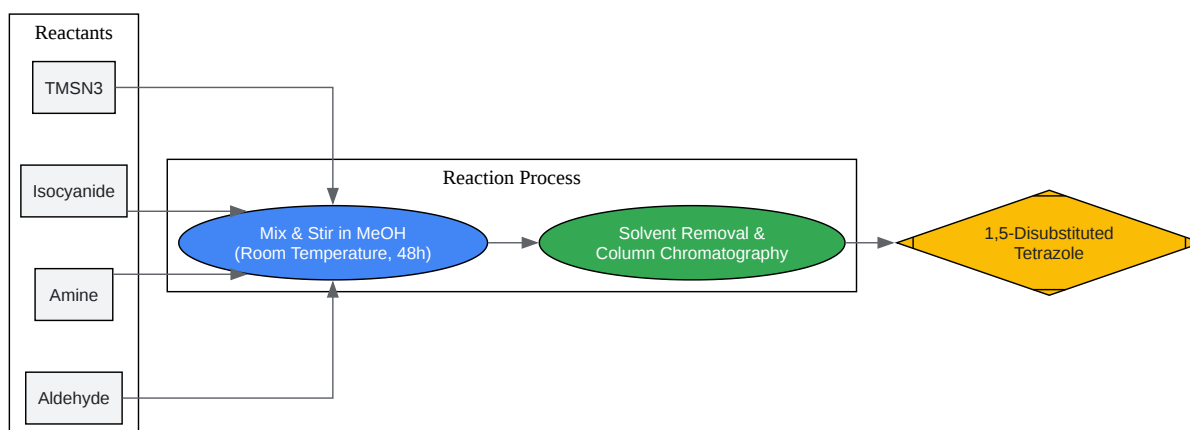 Reactants
TMSN3
Isocyanide
Amine
Aldehyde
Reaction Process
Mix & Stir in MeOH
(Room Temperature, 48h)
Solvent Removal &
Column Chromatography
1,5-Disubstituted
Tetrazole